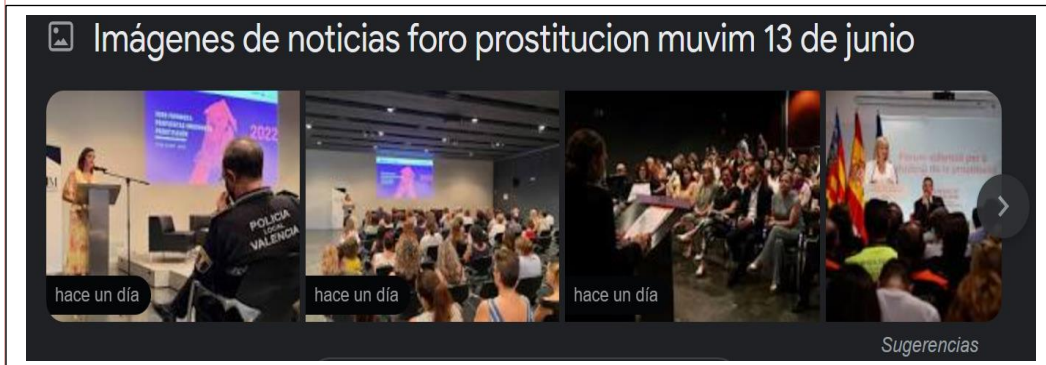 Imágenes de noticias foro prostitucion muvim 13 de junio
2022
POLICIA
LOCAL
VALENCIA
hace un día
hace un día
hace un día
Sugerencias